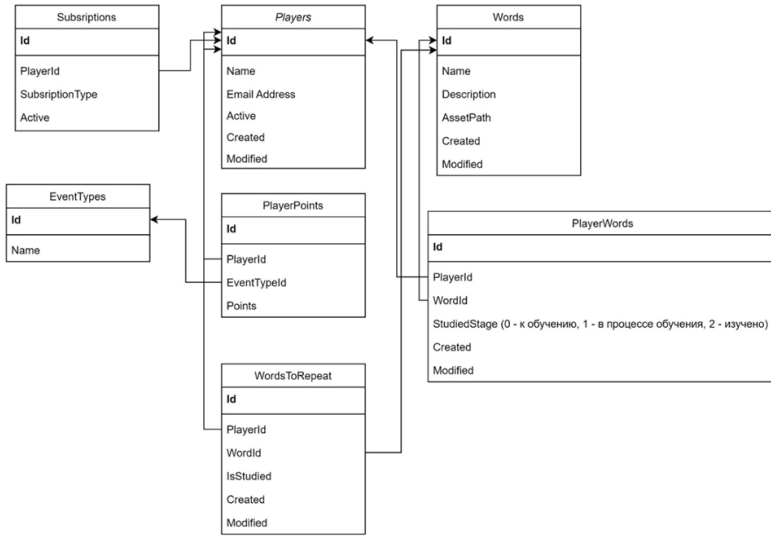 Subsriptions
Id
PlayerId
SubsriptionType
Active
Players
Id
Name
Email Address
Active
Created
Modified
Words
Id
Name
Description
AssetPath
Created
Modified
EventTypes
Id
Name
PlayerPoints
Id
PlayerId
EventTypeId
Points
PlayerWords
Id
PlayerId
WordId
StudiedStage (0 - к обучению, 1 - в процессе обучения, 2 - изучено)
Created
Modified
WordsToRepeat
Id
PlayerId
WordId
IsStudied
Created
Modified